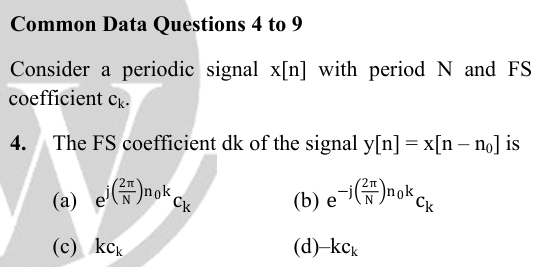 Common Data Questions 4 to 9
Consider a periodic signal x[n] with period N and FS
coefficient cₖ.
4. The FS coefficient dk of the signal y[n] = x[n – n₀] is
(a) e^{j(2π/N)n₀k} cₖ (b) e^{−j(2π/N)n₀k} cₖ
(c) kcₖ (d)–kcₖ